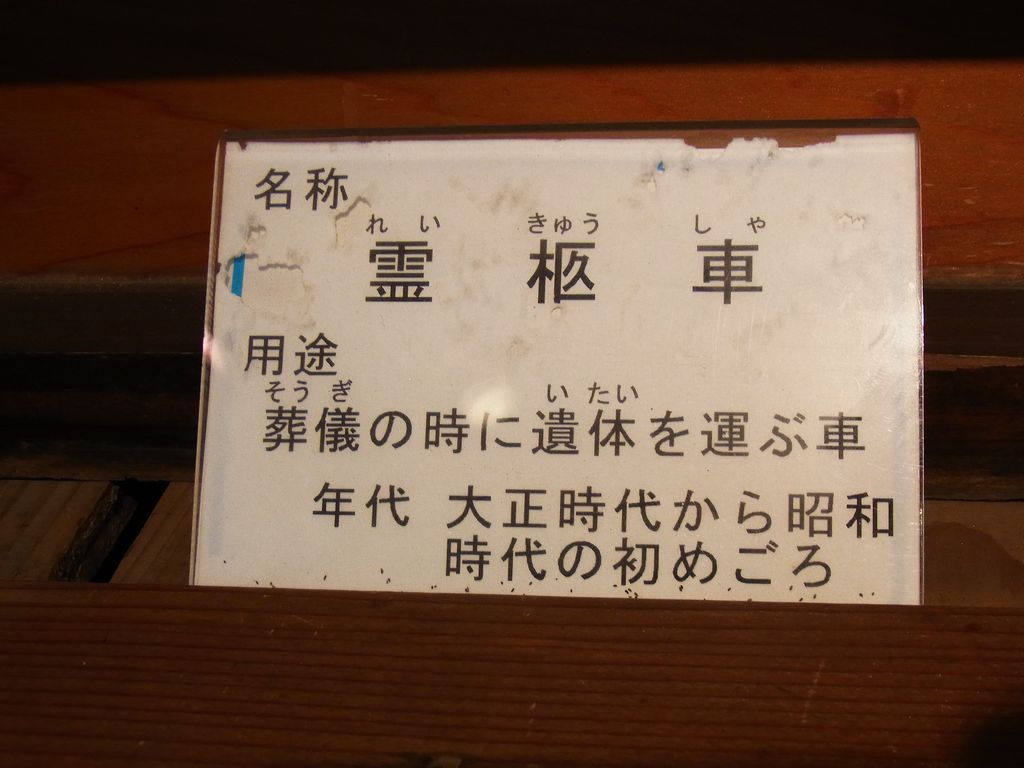 名称
れい きゅう しゃ
霊 柩 車
用途
そう ぎ い たい
葬儀の時に遺体を運ぶ車
年代 大正時代から昭和
時代の初めごろ